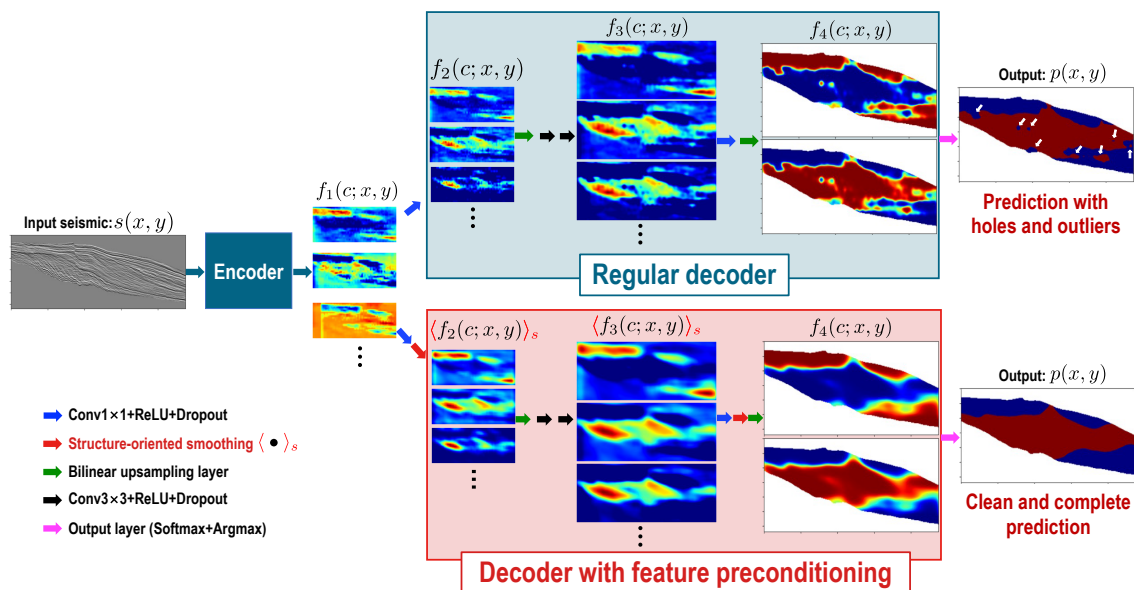 f₃(c; x, y)
f₄(c; x, y)
f₂(c; x, y)
Output: p(x, y)
f₁(c; x, y)
Input seismic: s(x, y)
Encoder
Prediction with
holes and outliers
Regular decoder
⟨f₂(c; x, y)⟩ₛ
⟨f₃(c; x, y)⟩ₛ
f₄(c; x, y)
Output: p(x, y)
Conv1×1+ReLU+Dropout
Structure-oriented smoothing ⟨ • ⟩ₛ
Bilinear upsampling layer
Conv3×3+ReLU+Dropout
Output layer (Softmax+Argmax)
Clean and complete
prediction
Decoder with feature preconditioning